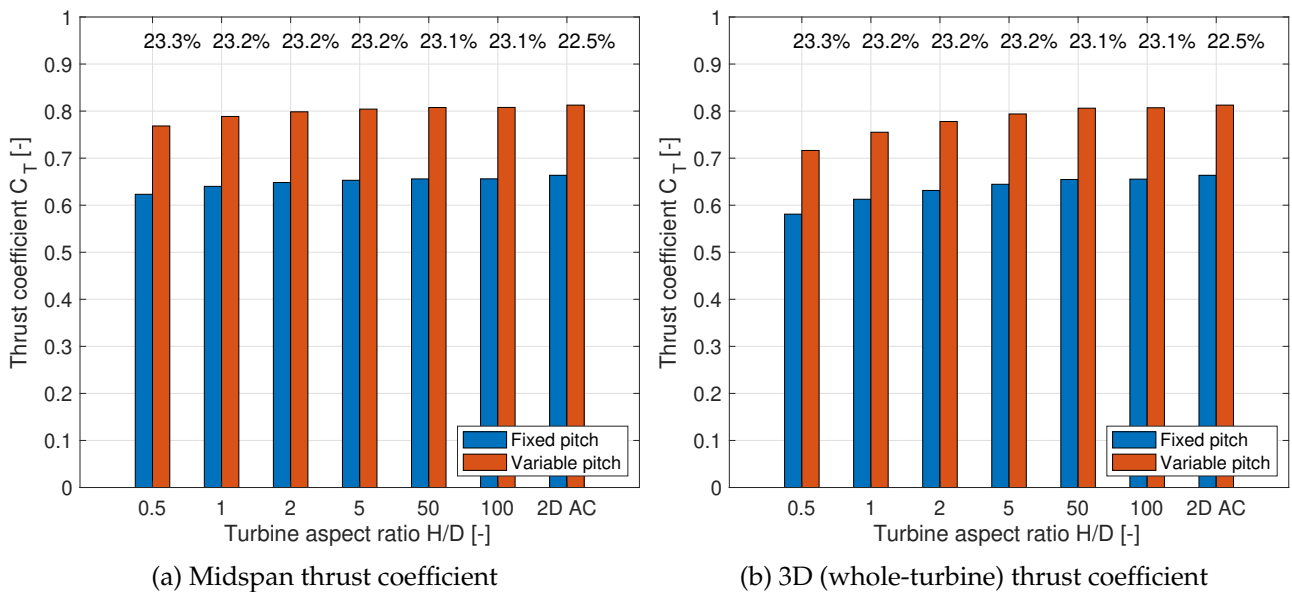 1
0.9
0.8
0.7
0.6
0.5
0.4
0.3
0.2
0.1
0
Thrust coefficient C_T [-]
23.3% 23.2% 23.2% 23.2% 23.1% 23.1% 22.5%
Fixed pitch
Variable pitch
0.5 1 2 5 50 100 2D AC
Turbine aspect ratio H/D [-]
(a) Midspan thrust coefficient
1
0.9
0.8
0.7
0.6
0.5
0.4
0.3
0.2
0.1
0
Thrust coefficient C_T [-]
23.3% 23.2% 23.2% 23.2% 23.1% 23.1% 22.5%
Fixed pitch
Variable pitch
0.5 1 2 5 50 100 2D AC
Turbine aspect ratio H/D [-]
(b) 3D (whole-turbine) thrust coefficient